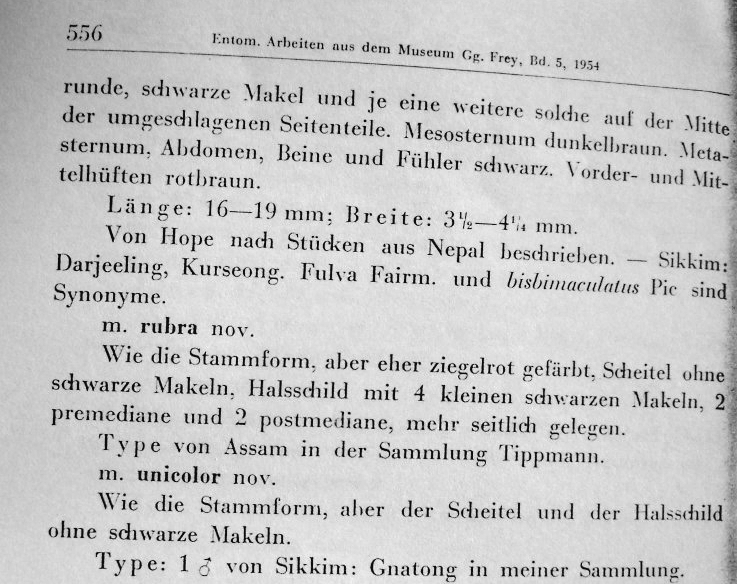 556
Entom. Arbeiten aus dem Museum Gg. Frey, Bd. 5, 1954
runde, schwarze Makel und je eine weitere solche auf der Mitte
der umgeschlagenen Seitenteile. Mesosternum dunkelbraun. Meta-
sternum, Abdomen, Beine und Fühler schwarz. Vorder- und Mit-
telhüften rotbraun.
Länge: 16—19 mm; Breite: 3½—4¼ mm.
Von Hope nach Stücken aus Nepal beschrieben. — Sikkim:
Darjeeling, Kurseong. Fulva Fairm. und bisbimaculatus Pic sind
Synonyme.
m. rubra nov.
Wie die Stammform, aber eher ziegelrot gefärbt, Scheitel ohne
schwarze Makeln, Halsschild mit 4 kleinen schwarzen Makeln, 2
premediane und 2 postmediane, mehr seitlich gelegen.
Type von Assam in der Sammlung Tippmann.
m. unicolor nov.
Wie die Stammform, aber der Scheitel und der Halsschild
ohne schwarze Makeln.
Type: 1 ♂ von Sikkim: Gnatong in meiner Sammlung.